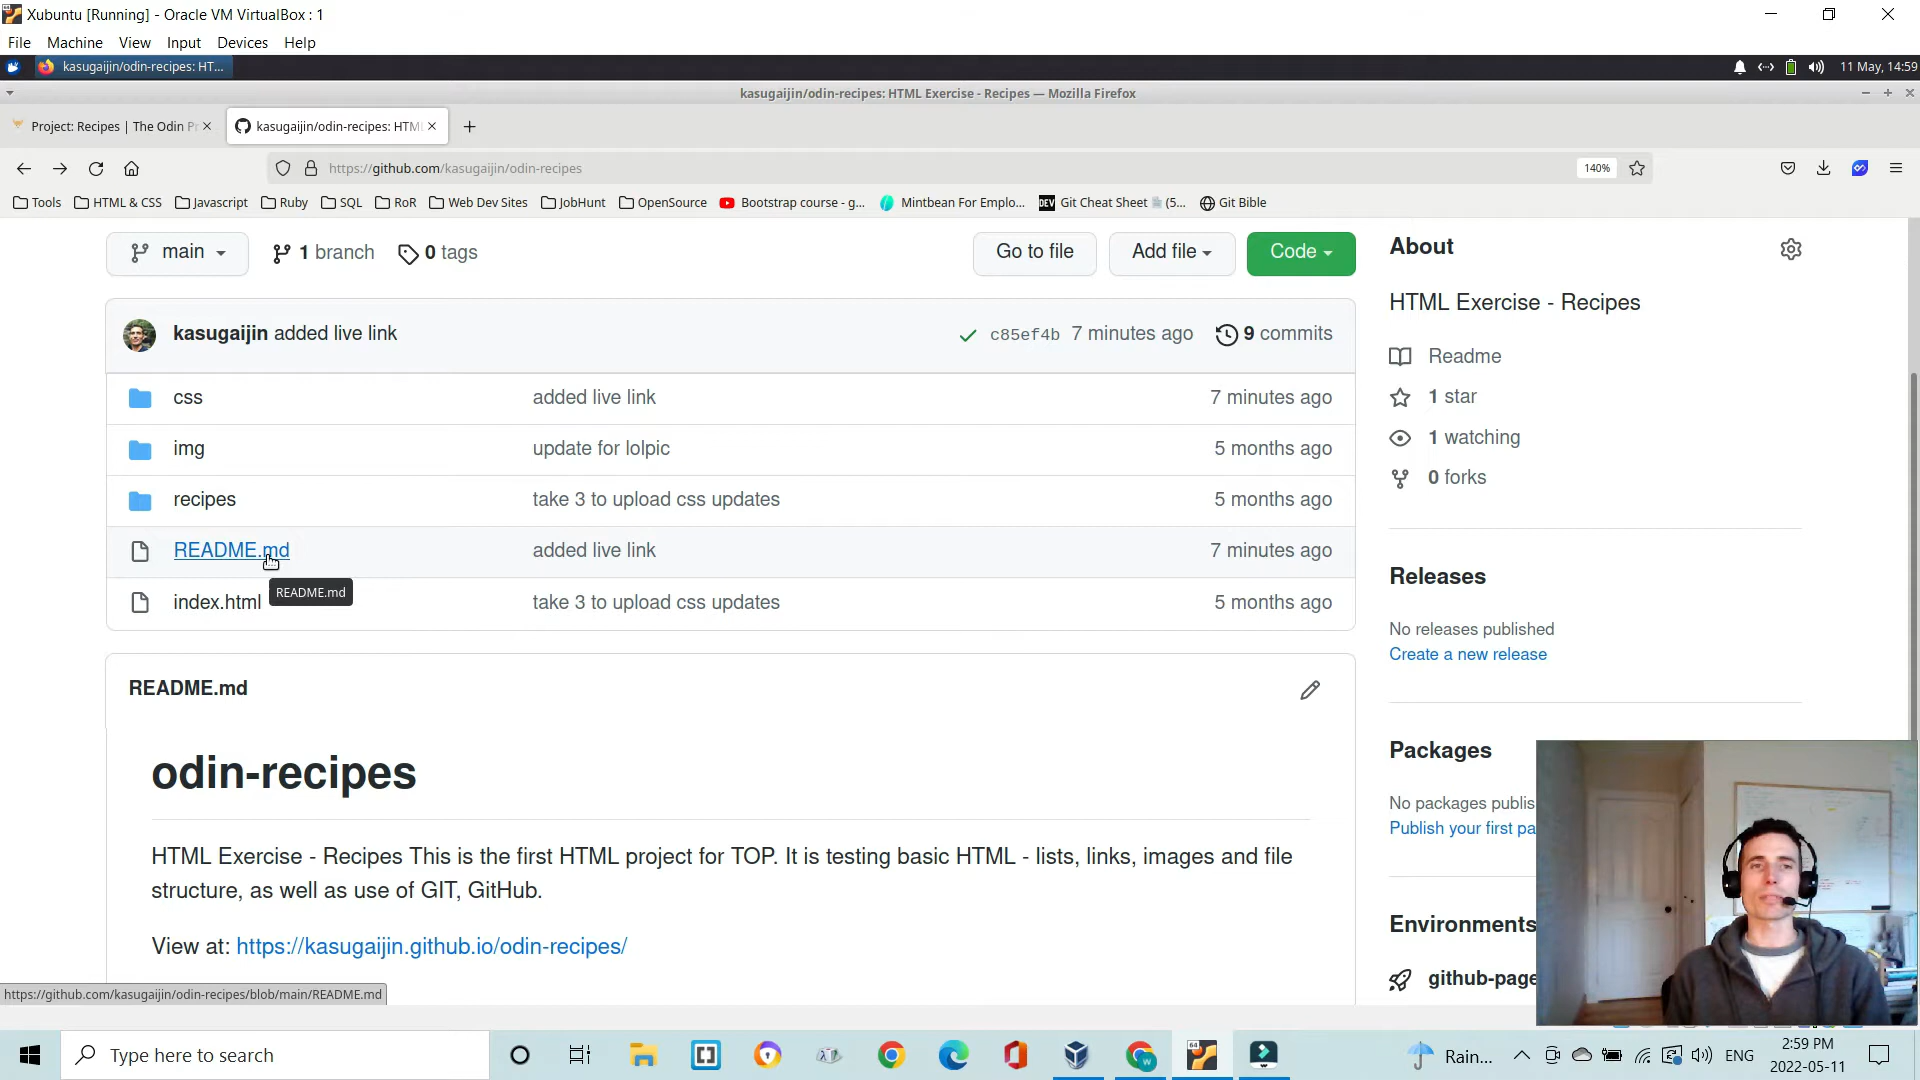 Xubuntu [Running] - Oracle VM VirtualBox : 1
File Machine View Input Devices Help
kasugaijin/odin-recipes: HT...
11 May, 14:59
kasugaijin/odin-recipes: HTML Exercise - Recipes — Mozilla Firefox
Project: Recipes | The Odin Pr
kasugaijin/odin-recipes: HTML
https://github.com/kasugaijin/odin-recipes
140%
Tools HTML & CSS Javascript Ruby SQL RoR Web Dev Sites JobHunt OpenSource Bootstrap course - g... Mintbean For Emplo... DEV Git Cheat Sheet (5... Git Bible
main 1 branch 0 tags Go to file Add file Code
kasugaijin added live link c85ef4b 7 minutes ago 9 commits
css added live link 7 minutes ago
img update for lolpic 5 months ago
recipes take 3 to upload css updates 5 months ago
README.md added live link 7 minutes ago
README.md
index.html take 3 to upload css updates 5 months ago
README.md
odin-recipes
HTML Exercise - Recipes This is the first HTML project for TOP. It is testing basic HTML - lists, links, images and file
structure, as well as use of GIT, GitHub.
View at: https://kasugaijin.github.io/odin-recipes/
https://github.com/kasugaijin/odin-recipes/blob/main/README.md
About
HTML Exercise - Recipes
Readme
1 star
1 watching
0 forks
Releases
No releases published
Create a new release
Packages
No packages publis
Publish your first pa
Environments
github-page
Type here to search
Rain...
ENG
2:59 PM
2022-05-11